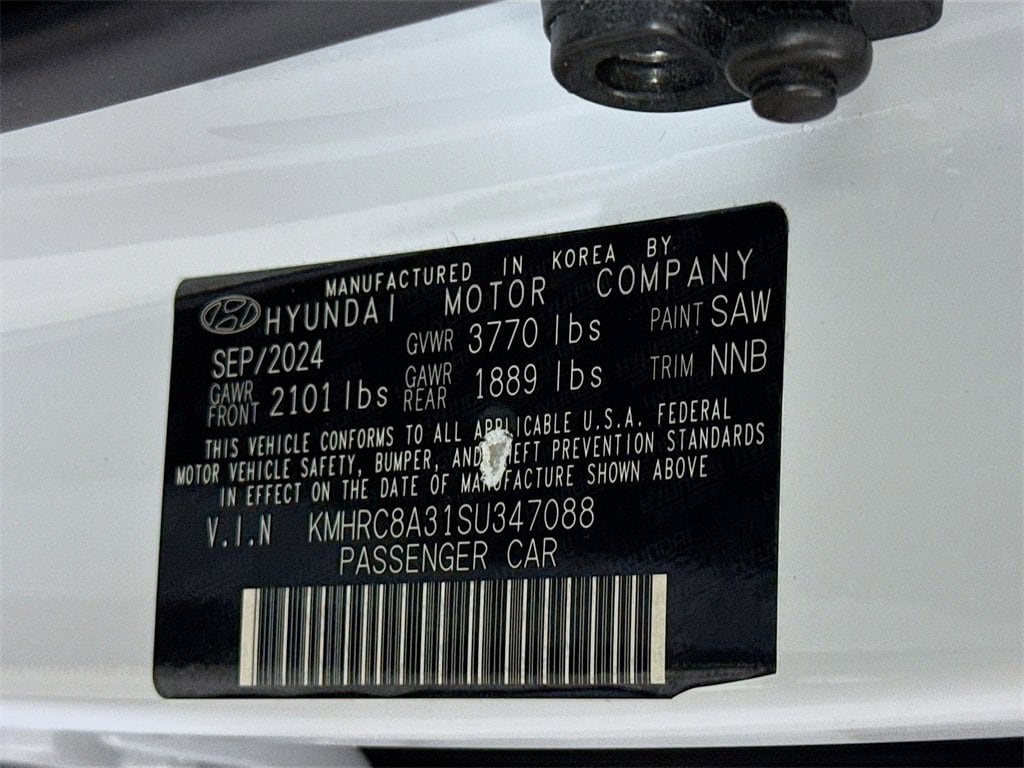 MANUFACTURED IN KOREA BY
HYUNDAI MOTOR COMPANY
SEP/2024 GVWR 3770 lbs PAINT SAW
GAWR FRONT 2101 lbs GAWR REAR 1889 lbs TRIM NNB
THIS VEHICLE CONFORMS TO ALL APPLICABLE U.S.A. FEDERAL
MOTOR VEHICLE SAFETY, BUMPER, AND THEFT PREVENTION STANDARDS
IN EFFECT ON THE DATE OF MANUFACTURE SHOWN ABOVE
V.I.N KMHRC8A31SU347088
PASSENGER CAR